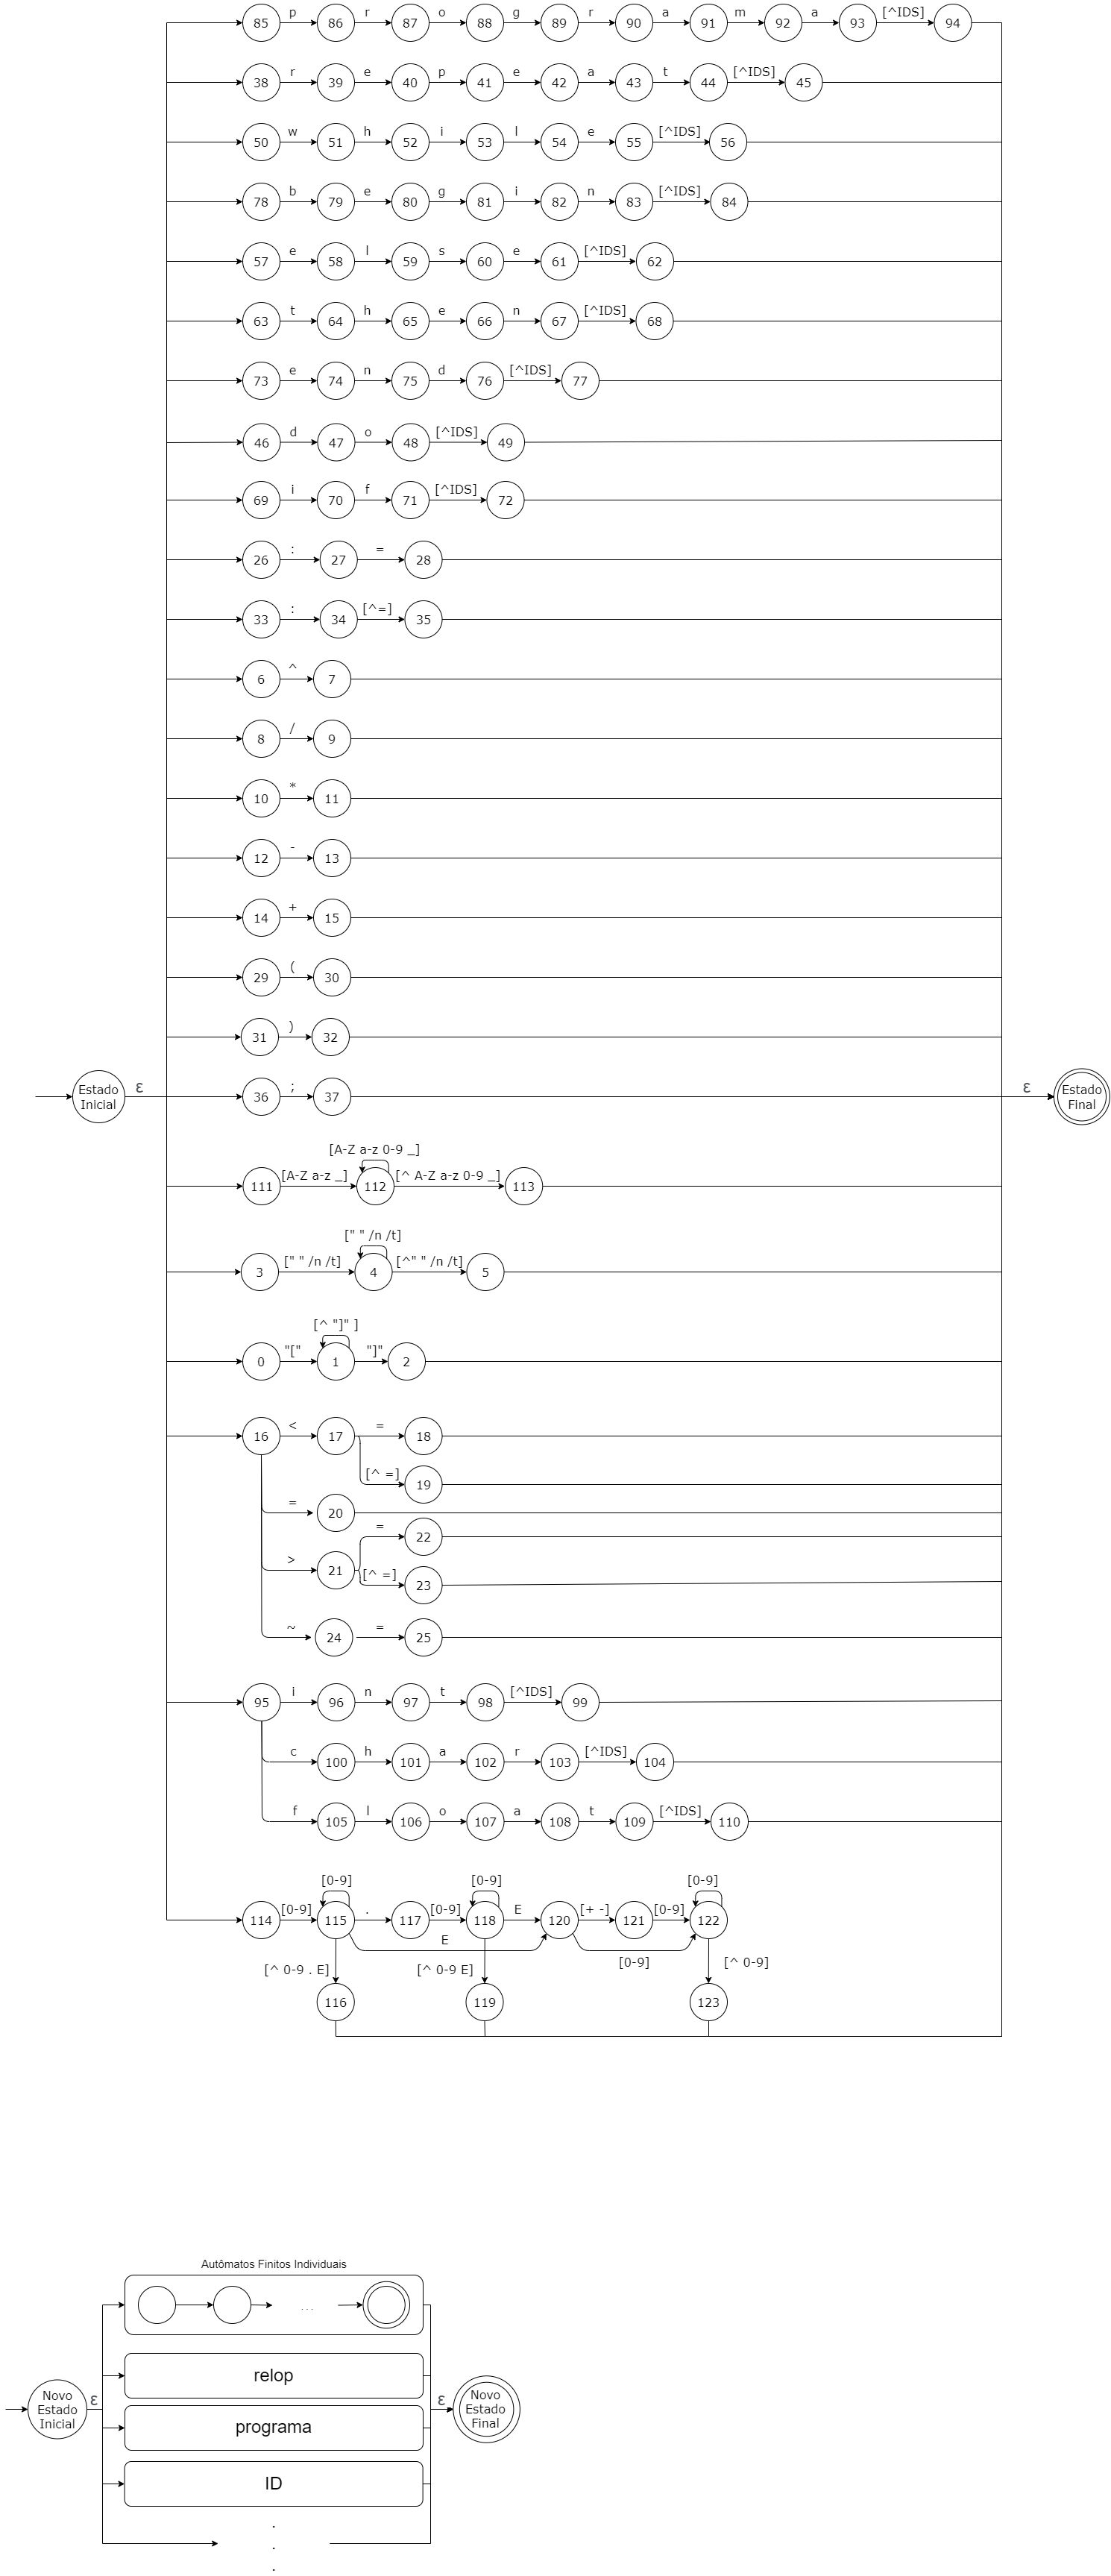 85 p 86 r 87 o 88 g 89 r 90 a 91 m 92 a 93 [^IDS] 94
38 r 39 e 40 p 41 e 42 a 43 t 44 [^IDS] 45
50 w 51 h 52 i 53 l 54 e 55 [^IDS] 56
78 b 79 e 80 g 81 i 82 n 83 [^IDS] 84
57 e 58 l 59 s 60 e 61 [^IDS] 62
63 t 64 h 65 e 66 n 67 [^IDS] 68
73 e 74 n 75 d 76 [^IDS] 77
46 d 47 o 48 [^IDS] 49
69 i 70 f 71 [^IDS] 72
26 : 27 = 28
33 : 34 [^=] 35
6 ^ 7
8 / 9
10 * 11
12 - 13
14 + 15
29 ( 30
31 ) 32
Estado
Inicial
ε
36 ; 37
ε
Estado
Final
[A-Z a-z 0-9 _]
111 [A-Z a-z _] 112 [^ A-Z a-z 0-9 _] 113
[" " /n /t]
3 [" " /n /t] 4 [^" " /n /t] 5
[^ "]" ]
0 "[" 1 "]" 2
16 < 17 = 18
[^ =] 19
= 20
= 22
> 21
[^ =] 23
~ 24 = 25
95 i 96 n 97 t 98 [^IDS] 99
c 100 h 101 a 102 r 103 [^IDS] 104
f 105 l 106 o 107 a 108 t 109 [^IDS] 110
[0-9] [0-9] [0-9]
114 [0-9] 115 . 117 [0-9] 118 E 120 [+ -] 121 [0-9] 122
E
[0-9]
[^ 0-9 . E] [^ 0-9 E] [^ 0-9]
116 119 123
Autômatos Finitos Individuais
...
relop
Novo
Estado
Inicial
ε
programa
ε
Novo
Estado
Final
ID
.
.
.